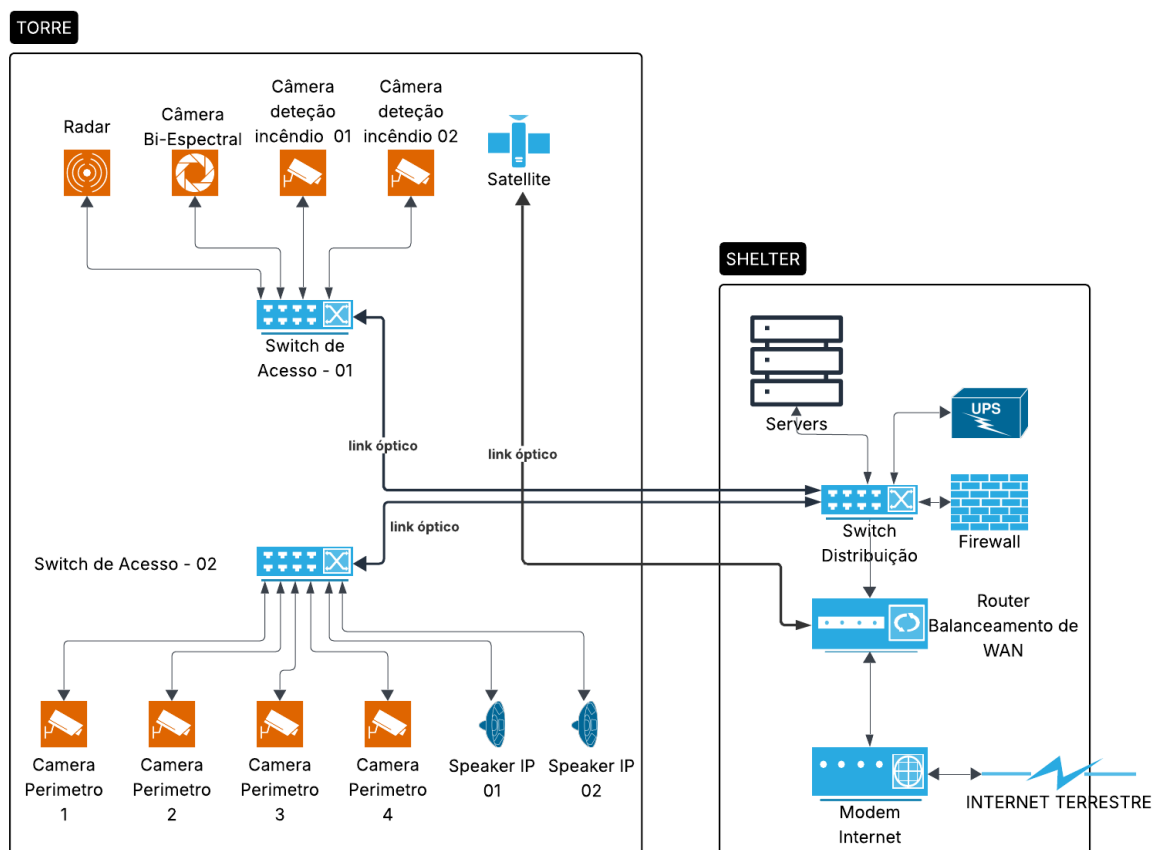 TORRE
Câmera
deteção
incêndio 01
Câmera
deteção
incêndio 02
Câmera
Bi-Espectral
Radar
Satellite
Switch de
Acesso - 01
link óptico
link óptico
link óptico
Switch de Acesso - 02
Camera
Perimetro
1
Camera
Perimetro
2
Camera
Perimetro
3
Camera
Perimetro
4
Speaker IP
01
Speaker IP
02
SHELTER
Servers
UPS
Switch
Distribuição
Firewall
Router
Balanceamento de
WAN
Modem
Internet
INTERNET TERRESTRE